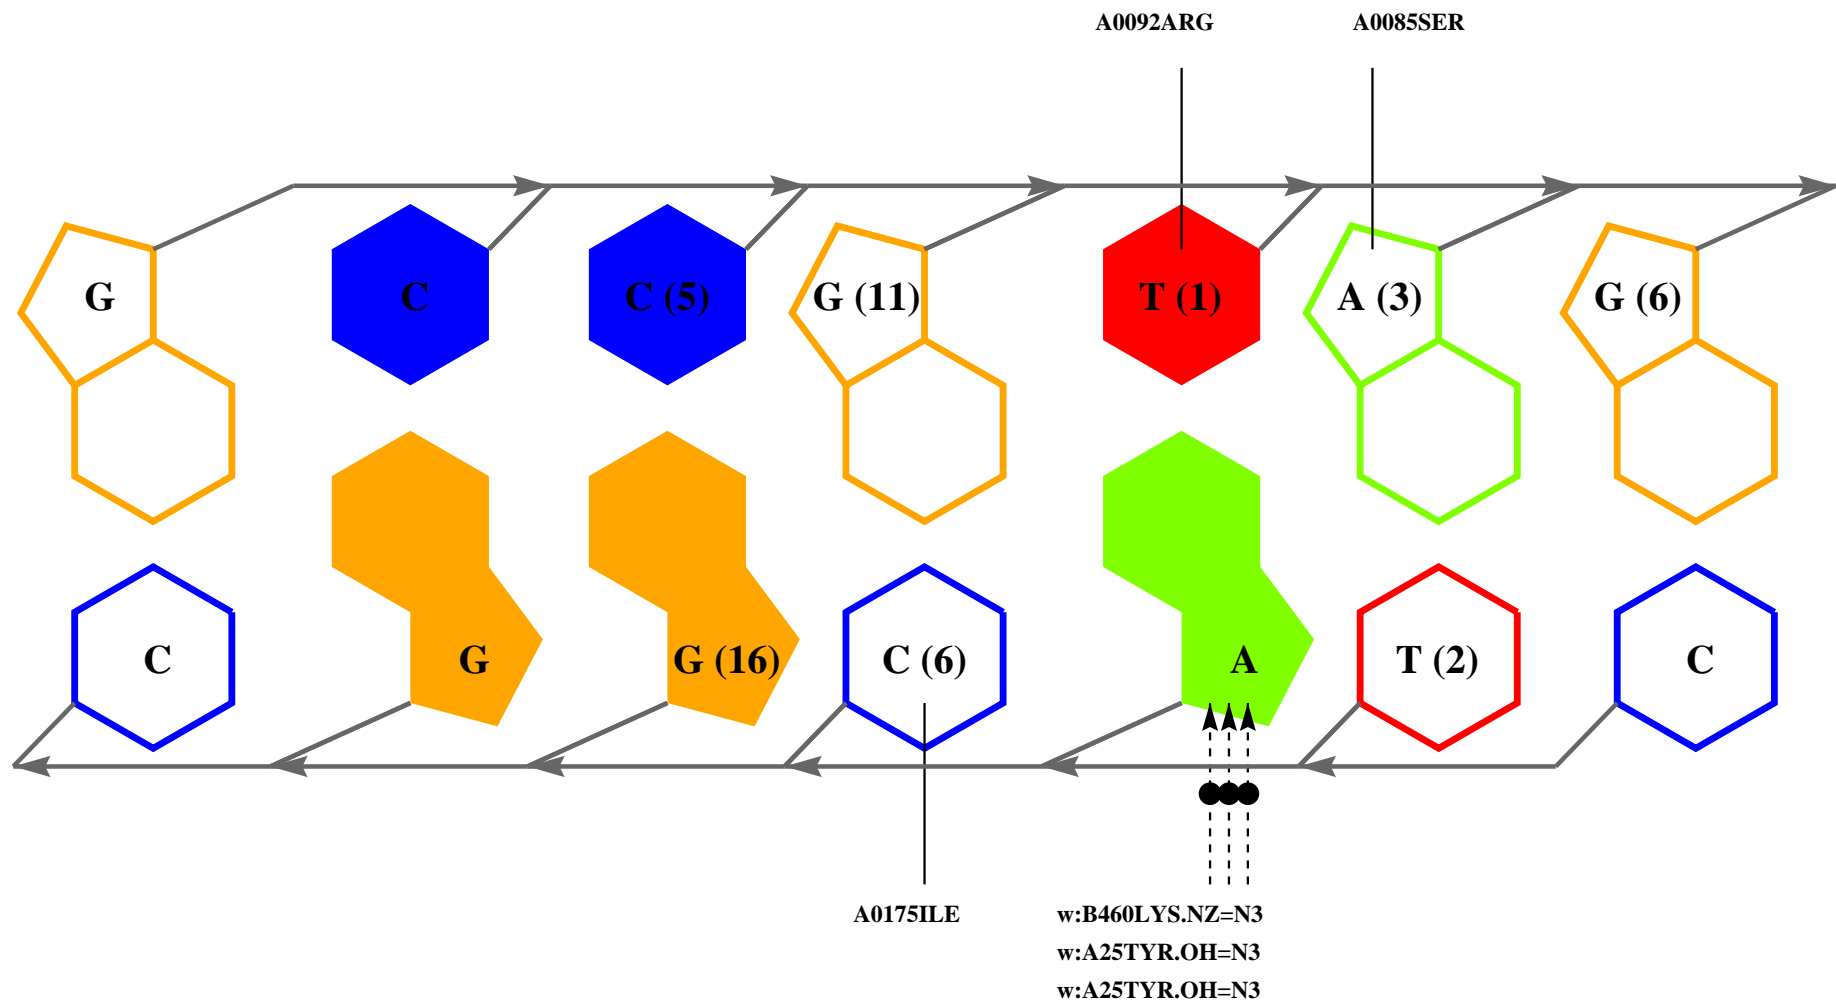 A0092ARG A0085SER
G C C (5) G (11) T (1) A (3) G (6)
C G G (16) C (6) A T (2) C
A0175ILE w:B460LYS.NZ=N3
w:A25TYR.OH=N3
w:A25TYR.OH=N3